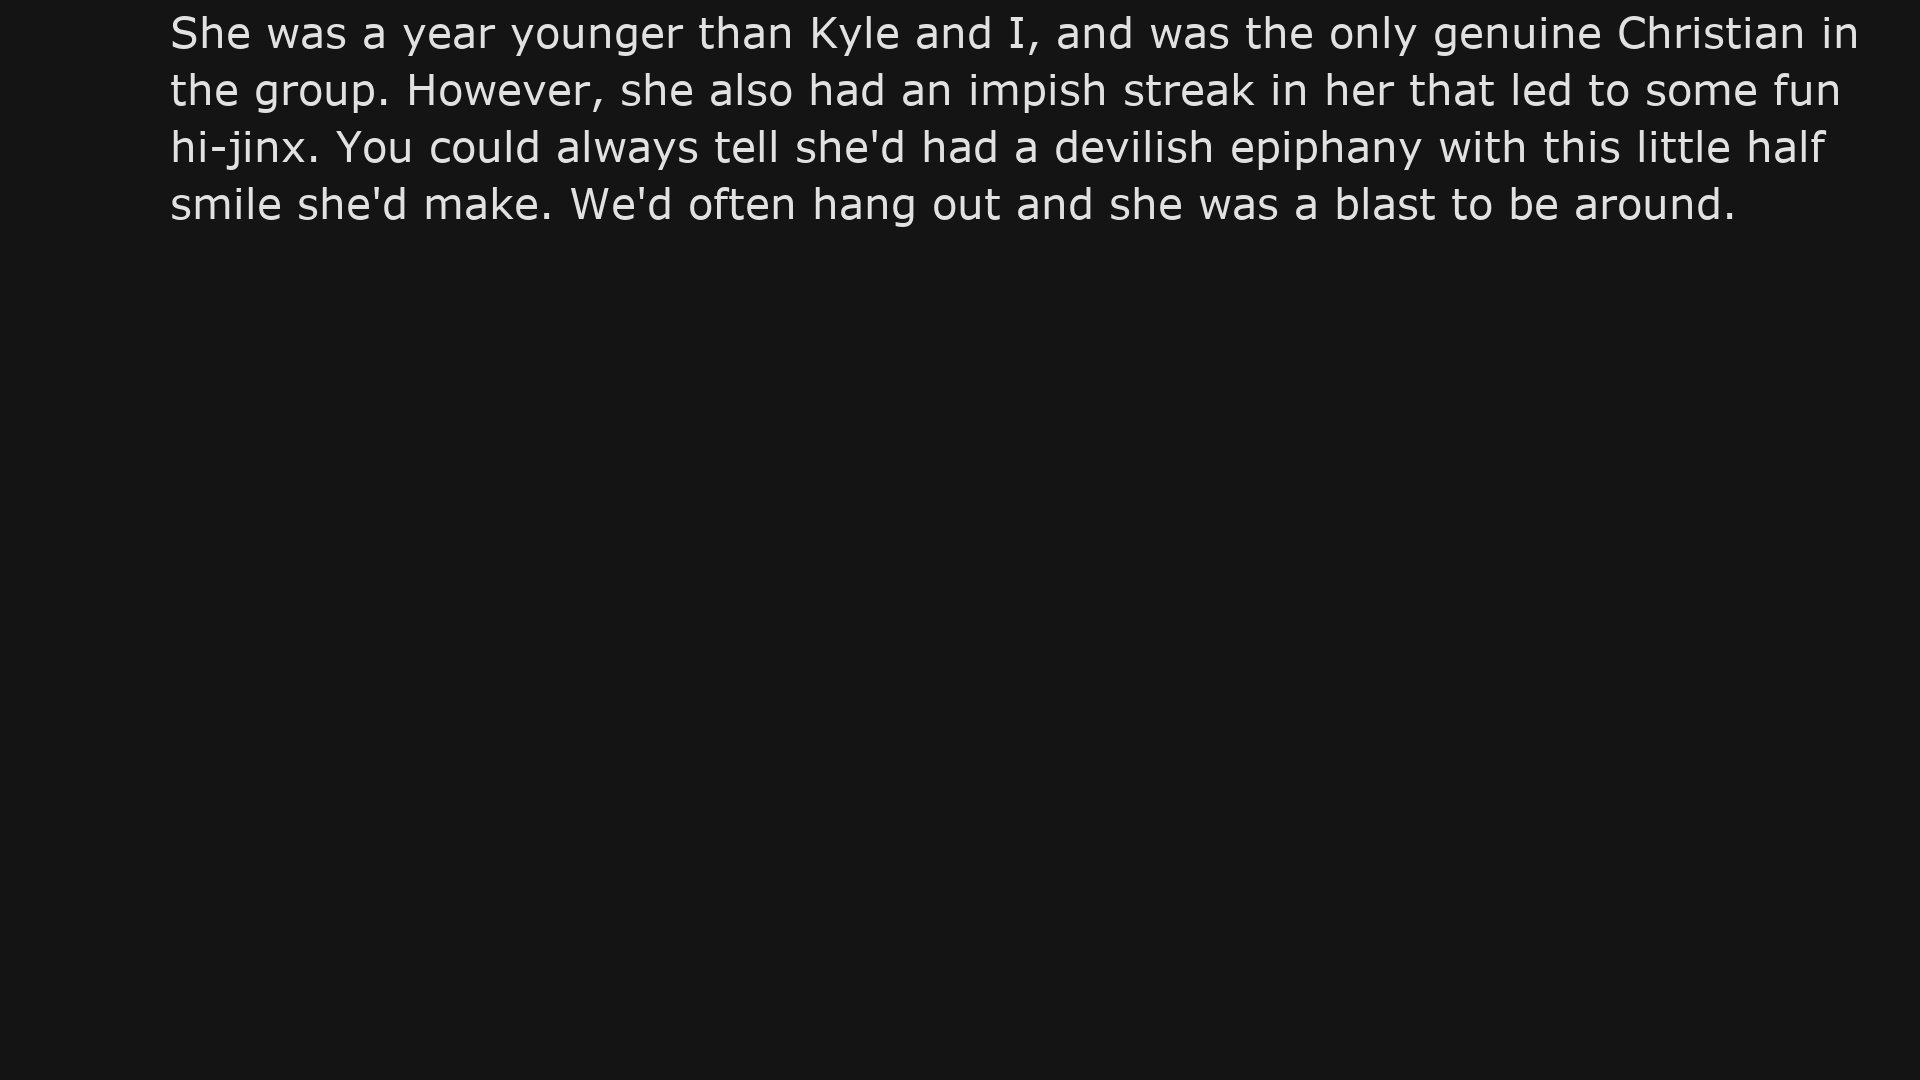 She was a year younger than Kyle and I, and was the only genuine Christian in
the group. However, she also had an impish streak in her that led to some fun
hi-jinx. You could always tell she'd had a devilish epiphany with this little half
smile she'd make. We'd often hang out and she was a blast to be around.